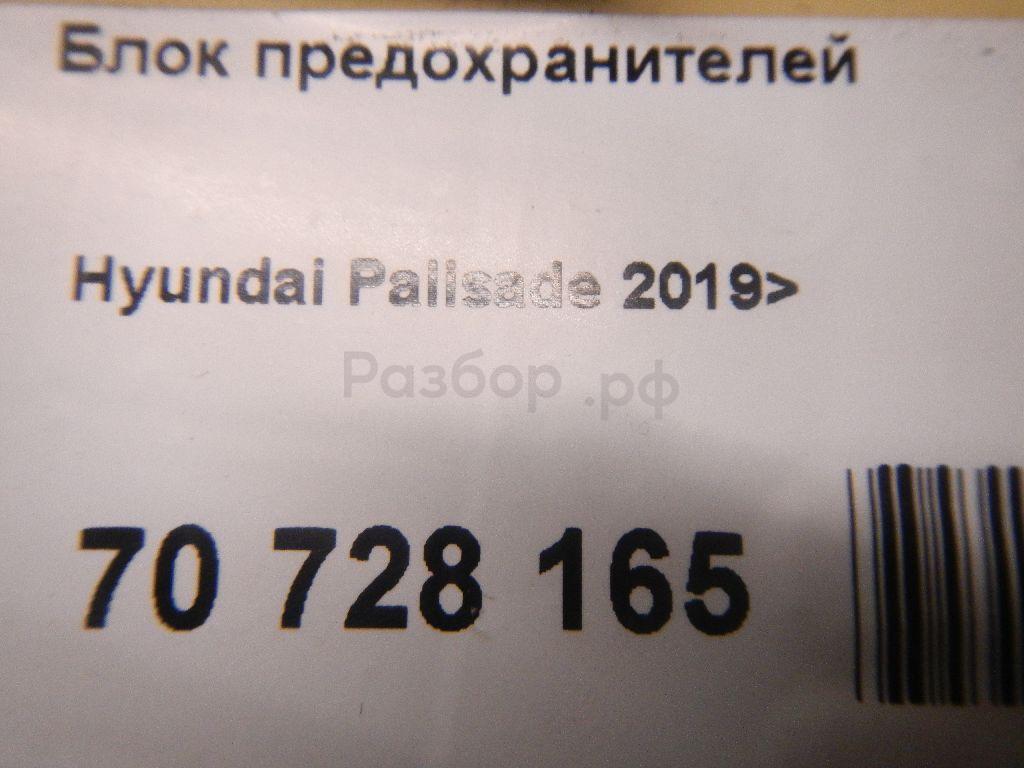 Блок предохранителей
Hyundai Palisade 2019>
Разбор.рф
70 728 165